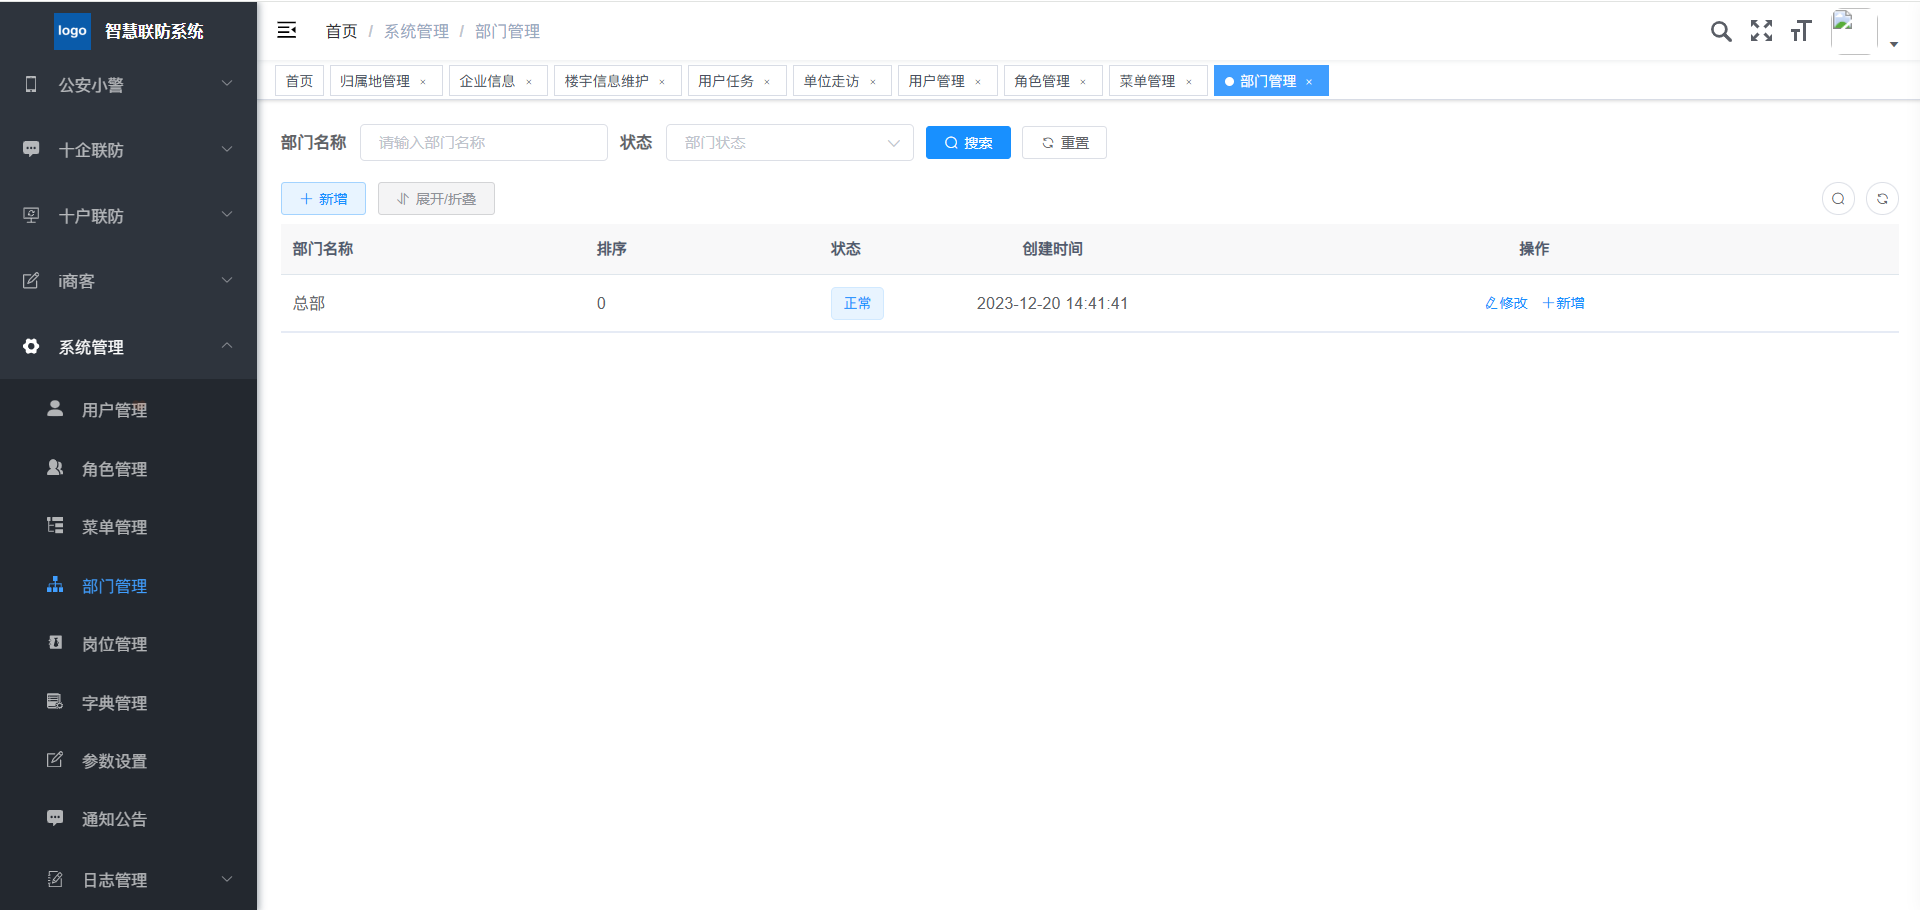 logo 智慧联防系统
首页 / 系统管理 / 部门管理
公安小警
十企联防
十户联防
i商客
系统管理
用户管理
角色管理
菜单管理
部门管理
岗位管理
字典管理
参数设置
通知公告
日志管理
首页 归属地管理 × 企业信息 × 楼宇信息维护 × 用户任务 × 单位走访 × 用户管理 × 角色管理 × 菜单管理 × 部门管理 ×
部门名称 请输入部门名称 状态 部门状态 搜索 重置
新增 展开/折叠
部门名称 排序 状态 创建时间 操作
总部 0 正常 2023-12-20 14:41:41 修改 新增